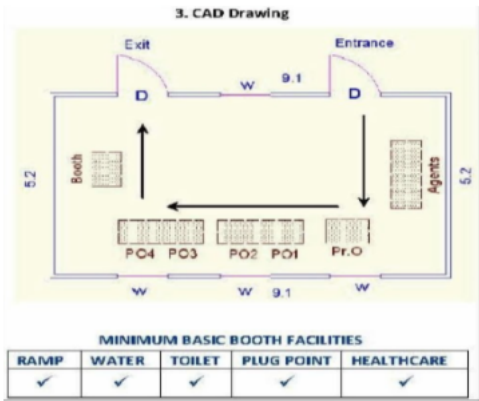 3. CAD Drawing
Exit
Entrance
W 9.1
D
D
5.2
Booth
Agents
5.2
PO4 PO3 PO2 PO1 Pr.O
W
W 9.1
W
MINIMUM BASIC BOOTH FACILITIES
RAMP WATER TOILET PLUG POINT HEALTHCARE
✓ ✓ ✓ ✓ ✓